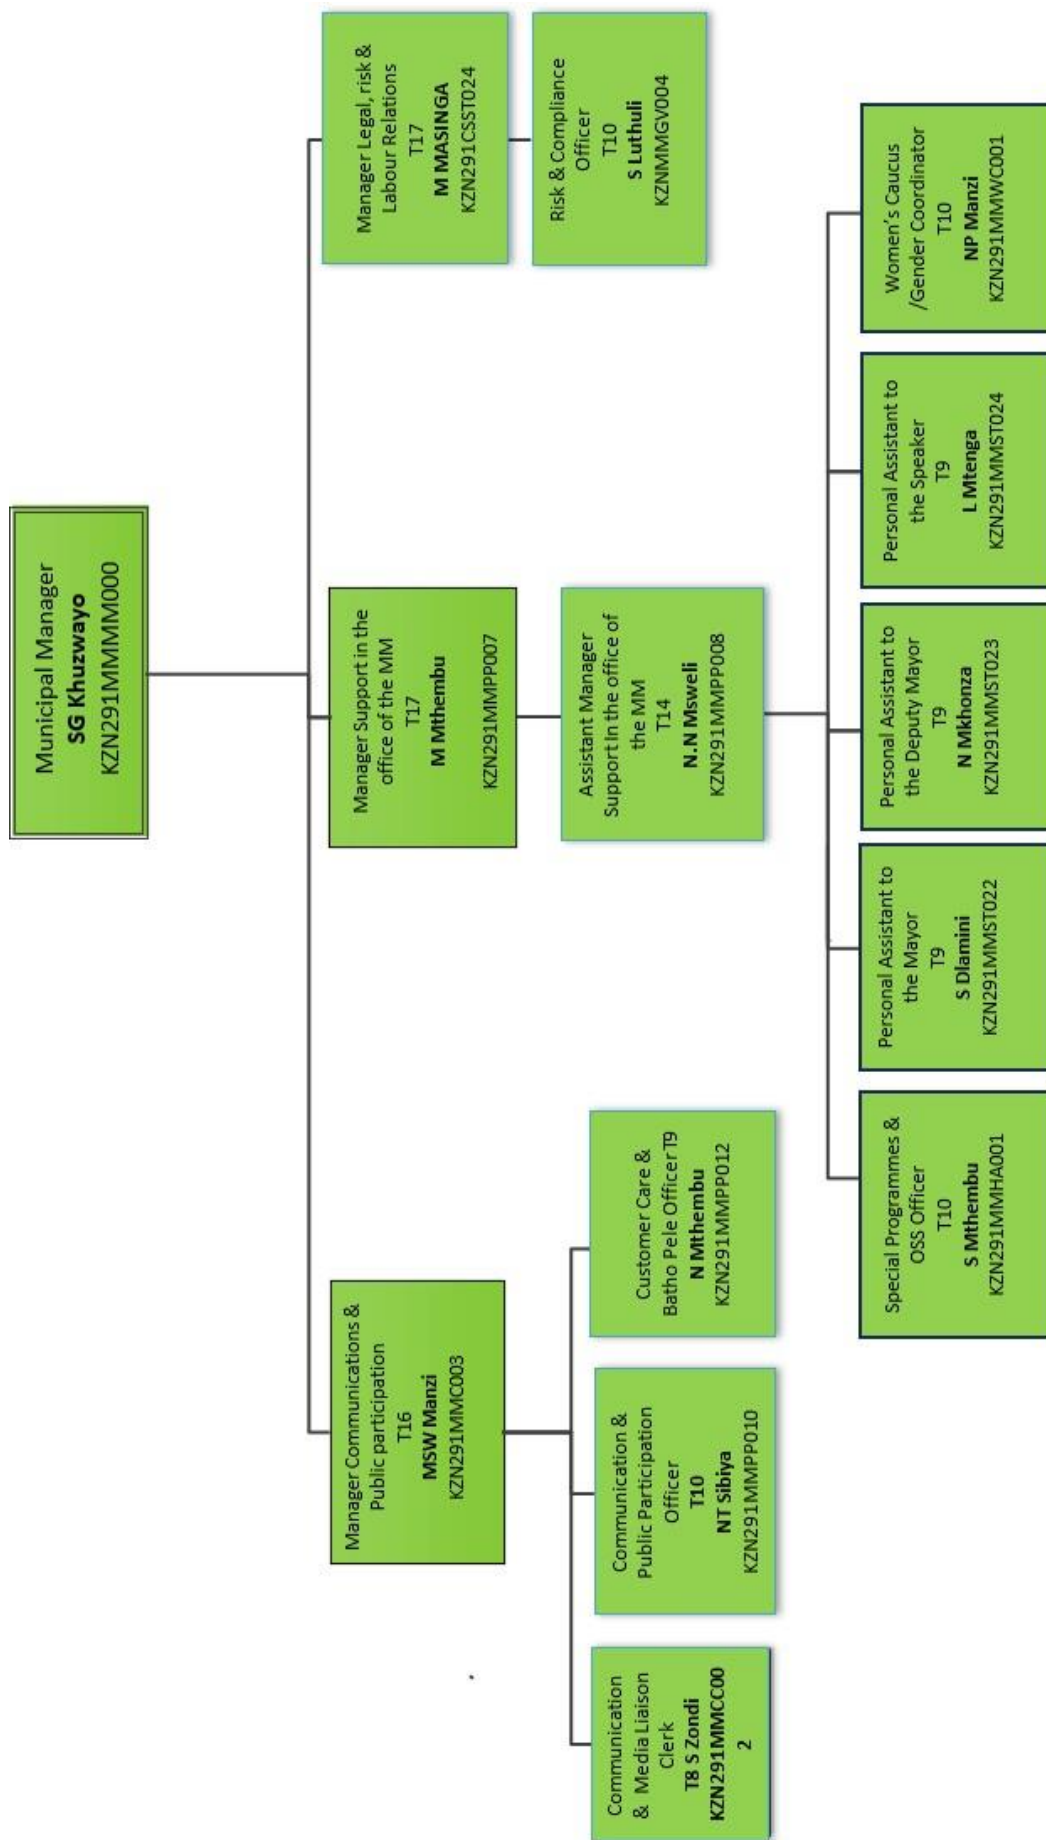 Municipal Manager
SG Khuzwayo
KZN291MMMM000
Manager Communications &
Public participation
T16
MSW Manzi
KZN291MMC003
Manager Support in the
office of the MM
T17
M Mthembu
KZN291MMPP007
Manager Legal, risk &
Labour Relations
T17
M MASINGA
KZN291CSST024
Communication
& Media Liaison
Clerk
T8 S Zondi
KZN291MMCC00
2
Communication &
Public Participation
Officer
T10
NT Sibiya
KZN291MMPP010
Customer Care &
Batho Pele Officer T9
N Mthembu
KZN291MMPP012
Assistant Manager
Support In the office of
the MM
T14
N.N Msweli
KZN291MMPP008
Risk & Compliance
Officer
T10
S Luthuli
KZNMMGV004
Special Programmes &
OSS Officer
T10
S Mthembu
KZN291MMHA001
Personal Assistant to
the Mayor
T9
S Dlamini
KZN291MMST022
Personal Assistant to
the Deputy Mayor
T9
N Mkhonza
KZN291MMST023
Personal Assistant to
the Speaker
T9
L Mtenga
KZN291MMST024
Women's Caucus
/Gender Coordinator
T10
NP Manzi
KZN291MMWC001